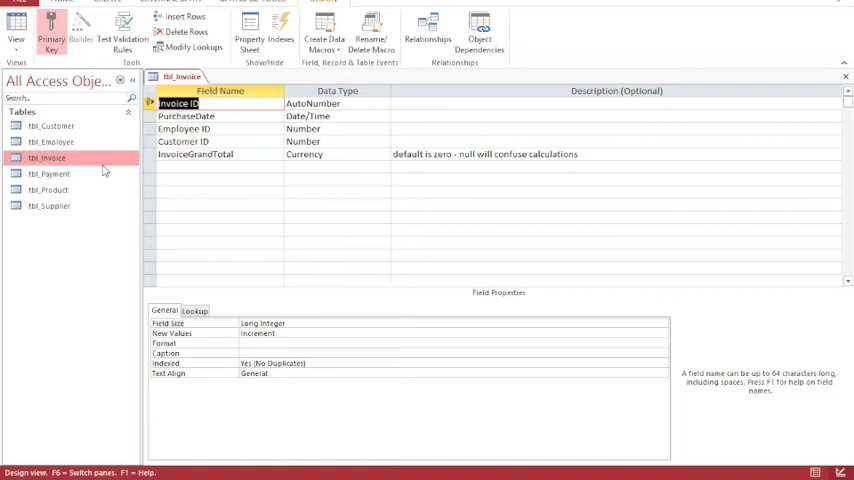 View
Primary Key
Builder
Test Validation Rules
Insert Rows
Delete Rows
Modify Lookups
Tools
Property Sheet
Indexes
Show/Hide
Create Data Macros
Rename/ Delete Macro
Field, Record & Table Events
Relationships
Object Dependencies
Relationships
Views
All Access Obje...
Search...
Tables
tbl_Customer
tbl_Employee
tbl_Invoice
tbl_Payment
tbl_Product
tbl_Supplier
tbl_Invoice
Field Name Data Type Description (Optional)
Invoice ID AutoNumber
PurchaseDate Date/Time
Employee ID Number
Customer ID Number
InvoiceGrandTotal Currency default is zero - null will confuse calculations
Field Properties
General Lookup
Field Size Long Integer
New Values Increment
Format
Caption
Indexed Yes (No Duplicates)
Text Align General
A field name can be up to 64 characters long,
including spaces. Press F1 for help on field
names.
Design view. F6 = Switch panes. F1 = Help.